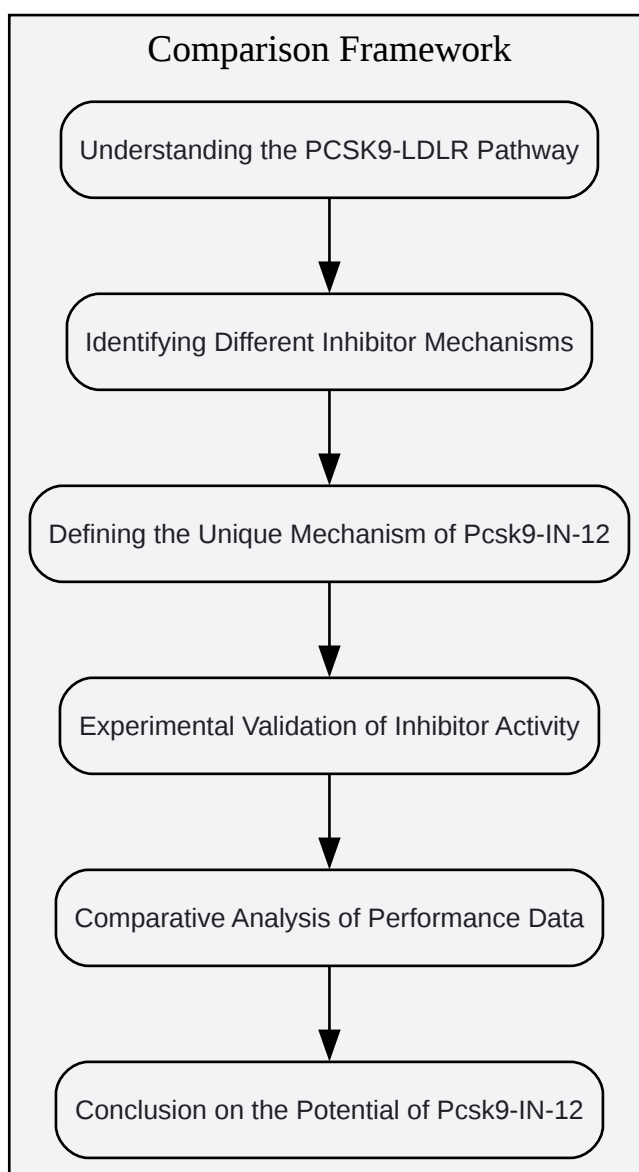 Comparison Framework
Understanding the PCSK9-LDLR Pathway
Identifying Different Inhibitor Mechanisms
Defining the Unique Mechanism of Pcsk9-IN-12
Experimental Validation of Inhibitor Activity
Comparative Analysis of Performance Data
Conclusion on the Potential of Pcsk9-IN-12